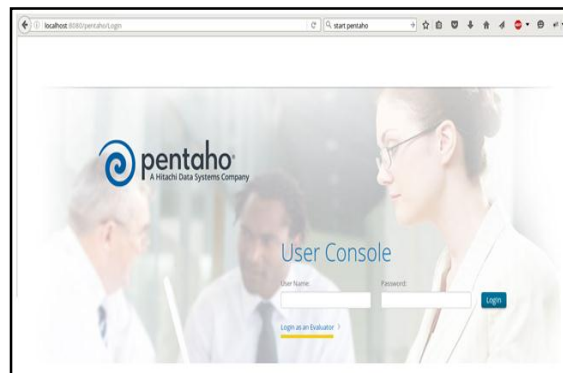 localhost:8080/pentaho/Login
start pentaho
pentaho
A Hitachi Data Systems Company
User Console
User Name:
Password:
Login
Login as an Evaluator >